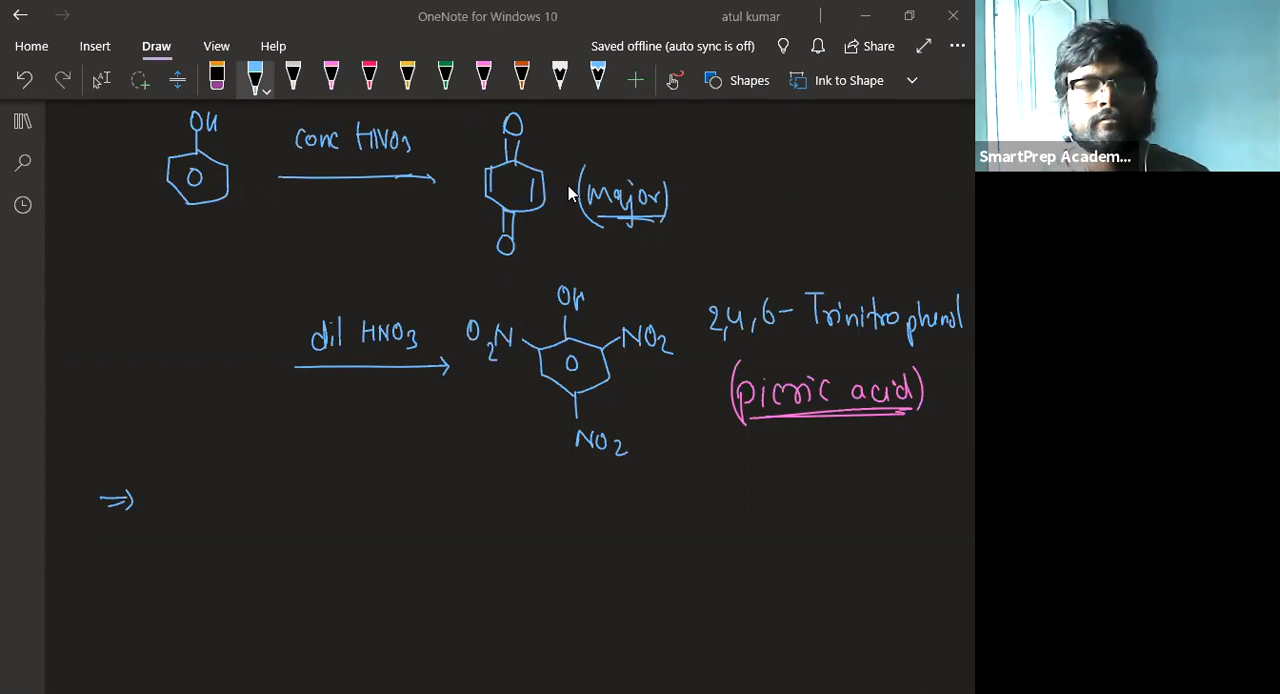 OneNote for Windows 10
atul kumar
Home Insert Draw View Help
Saved offline (auto sync is off)
Share
Shapes
Ink to Shape
SmartPrep Academ...
OH
conc HNO3
O
O
(major)
O
dil HNO3
OH
O2N
NO2
O
NO2
2,4,6- Trinitrophenol
(picric acid)
⇒